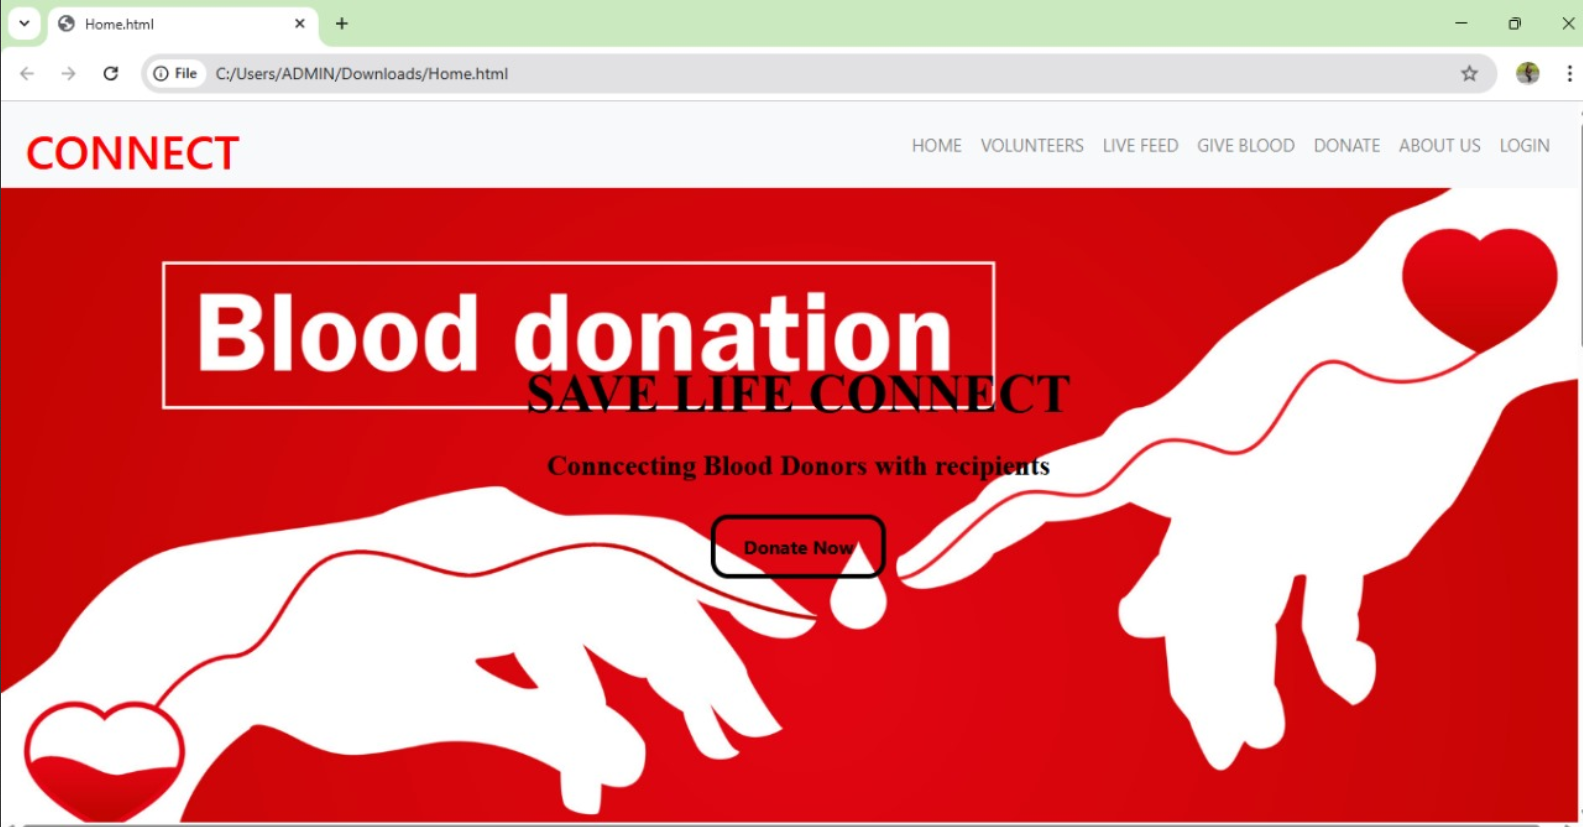 Home.html
File C:/Users/ADMIN/Downloads/Home.html
CONNECT
HOME VOLUNTEERS LIVE FEED GIVE BLOOD DONATE ABOUT US LOGIN
Blood donation
SAVE LIFE CONNECT
Conncecting Blood Donors with recipients
Donate Now